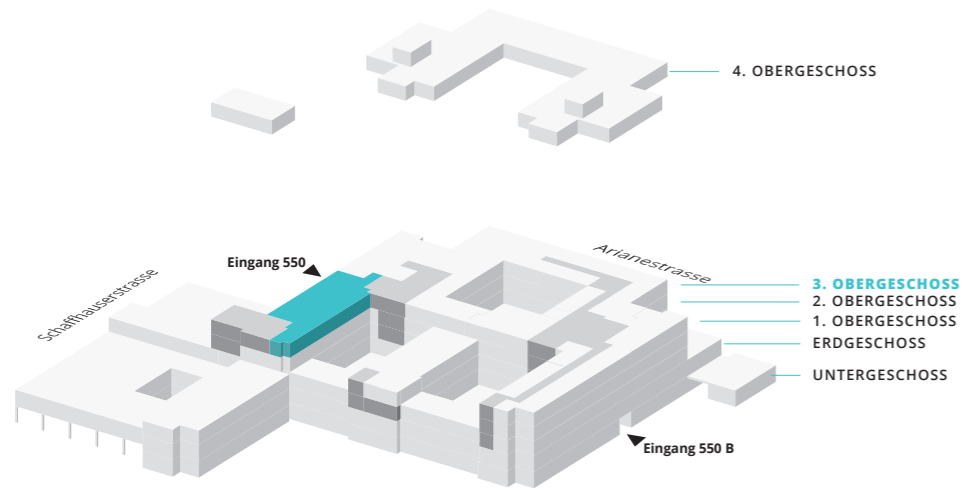 4. OBERGESCHOSS
Arianestrasse
Eingang 550
Schaffhauserstrasse
3. OBERGESCHOSS
2. OBERGESCHOSS
1. OBERGESCHOSS
ERDGESCHOSS
UNTERGESCHOSS
Eingang 550 B